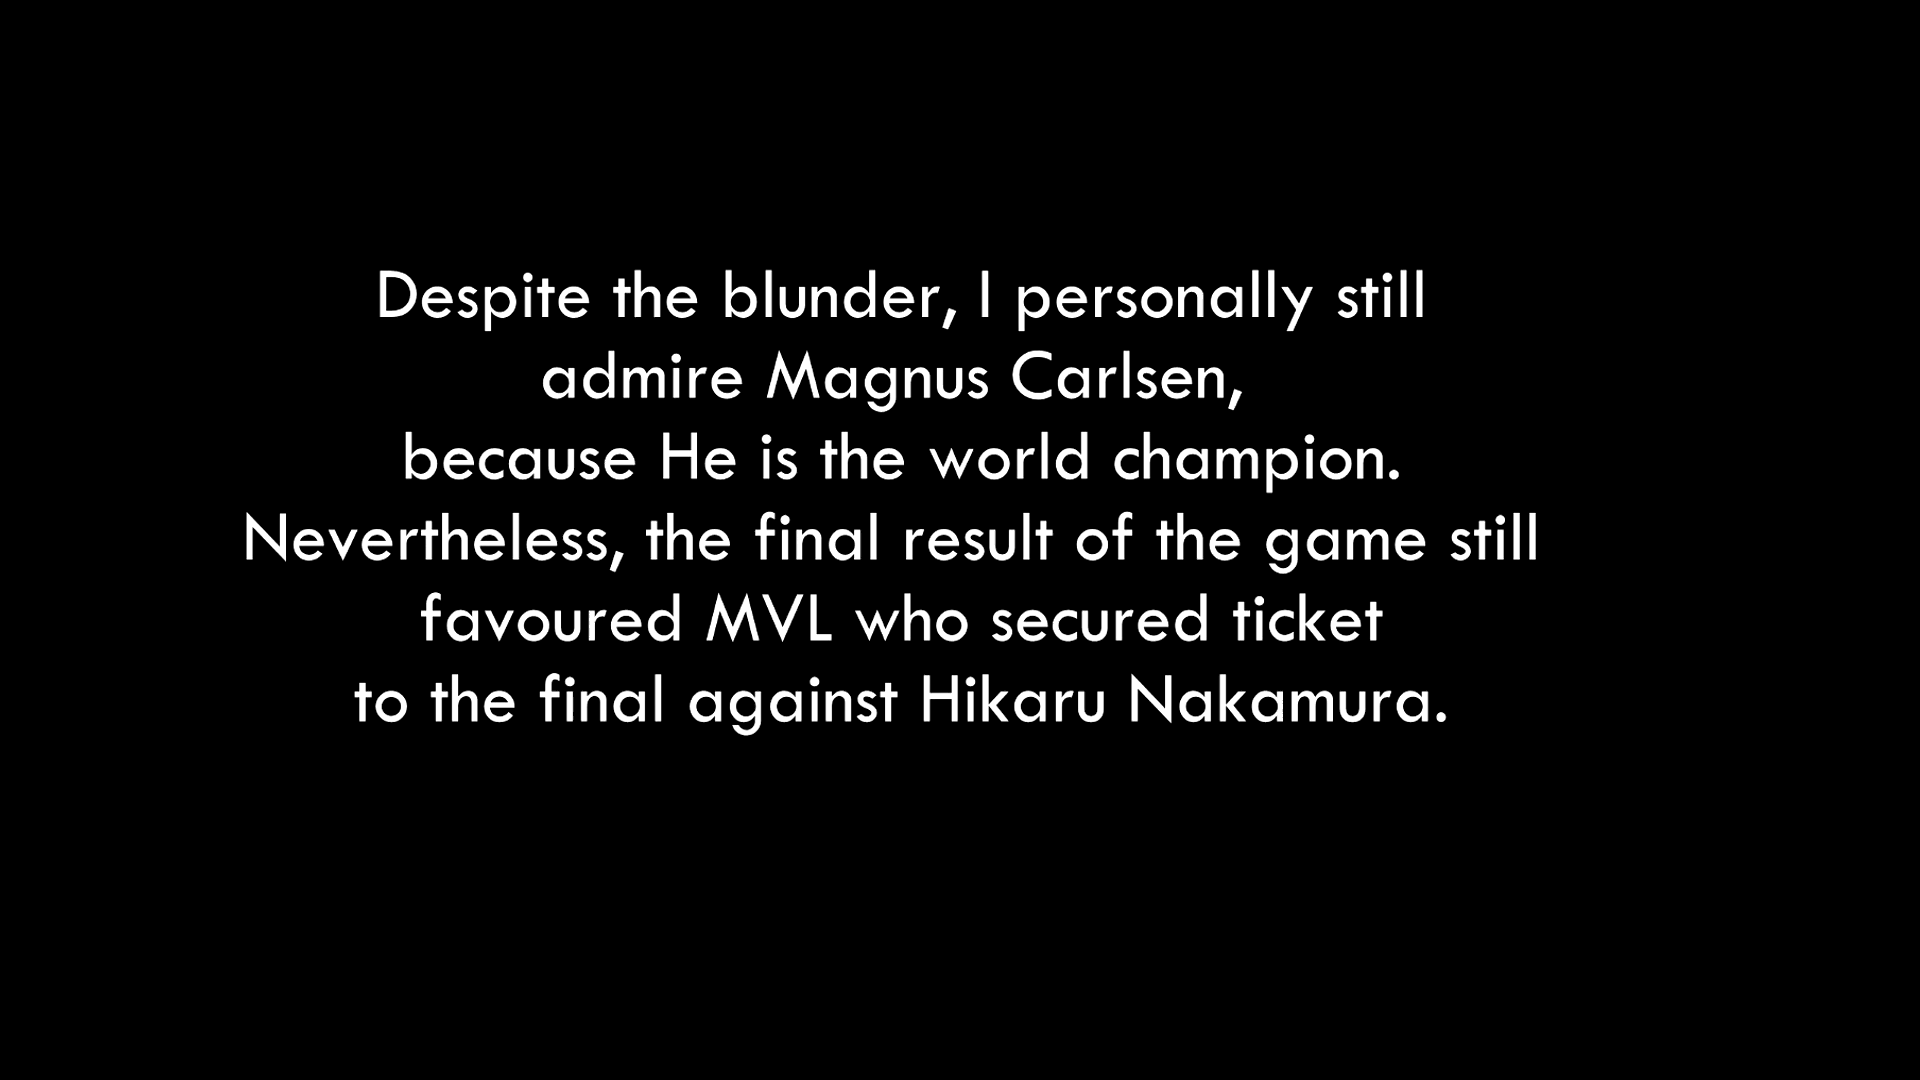 Despite the blunder, I personally still
admire Magnus Carlsen,
because He is the world champion.
Nevertheless, the final result of the game still
favoured MVL who secured ticket
to the final against Hikaru Nakamura.